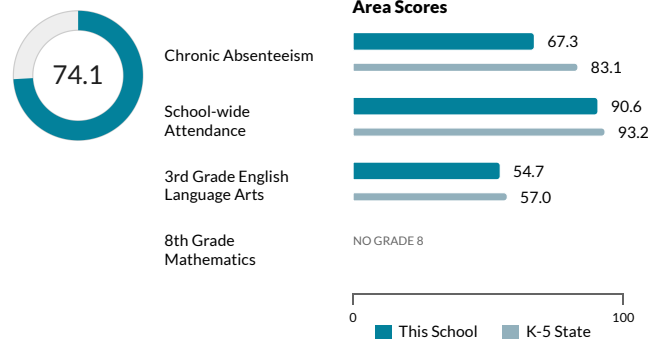 Area Scores
74.1
Chronic Absenteeism
67.3
83.1
School-wide
Attendance
90.6
93.2
3rd Grade English
Language Arts
54.7
57.0
8th Grade
Mathematics
NO GRADE 8
0
100
This School
K-5 State